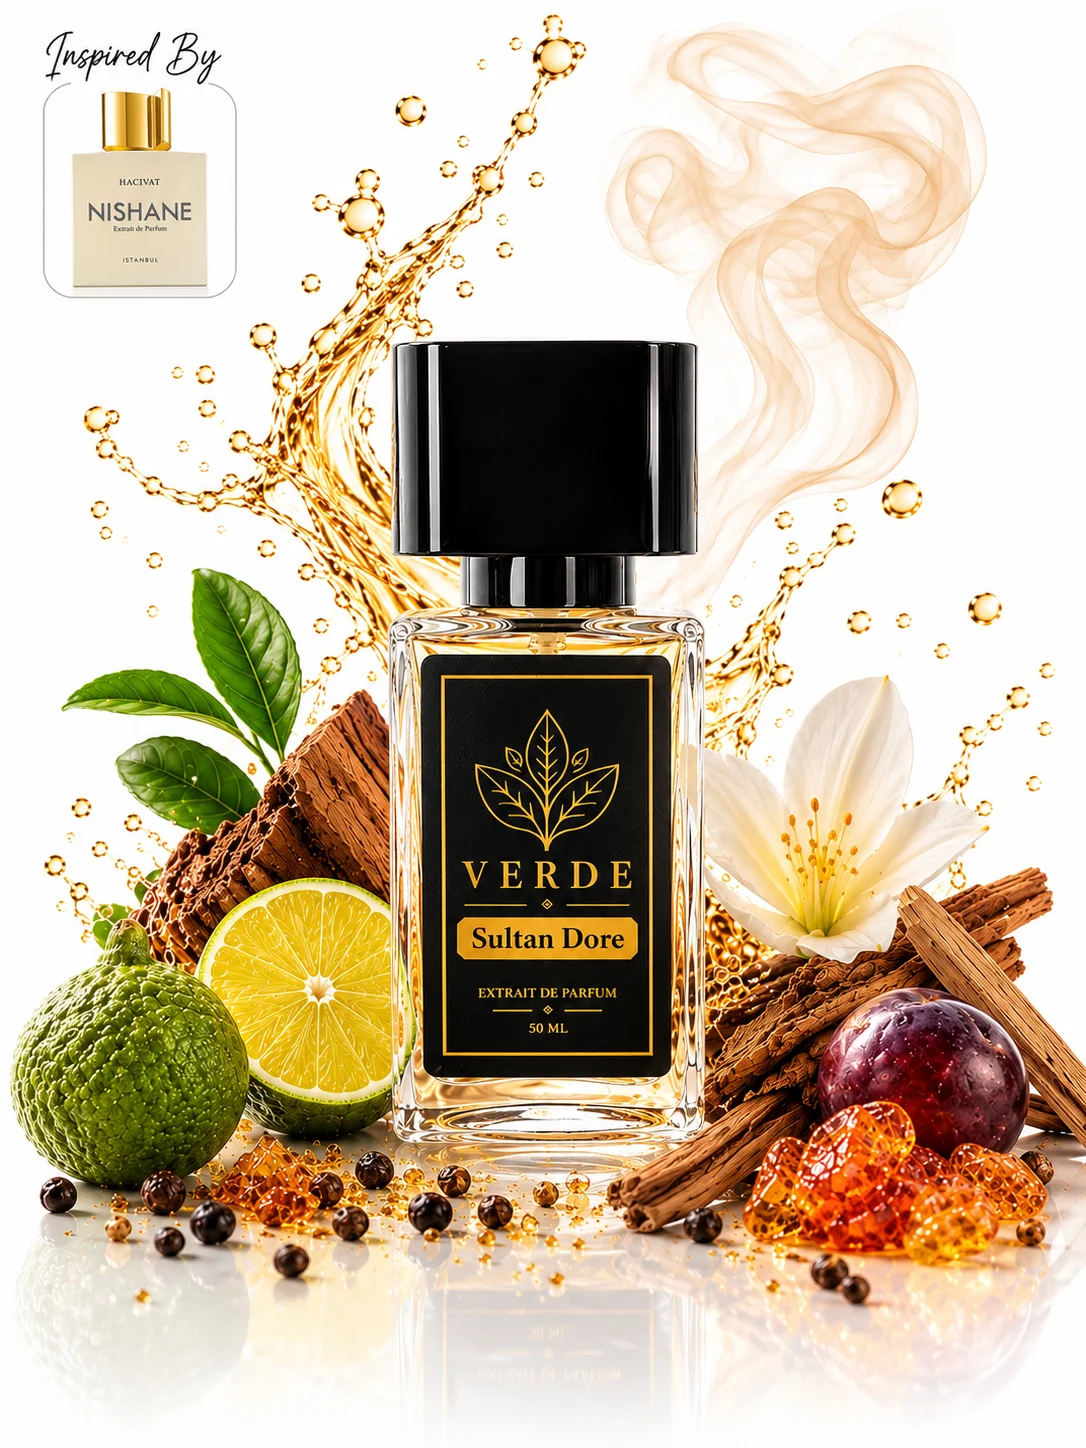 Inspired By
HACIVAT
NISHANE
Extrait de Parfum
ISTANBUL
VERDE
Sultan Dore
EXTRAIT DE PARFUM
50 ML